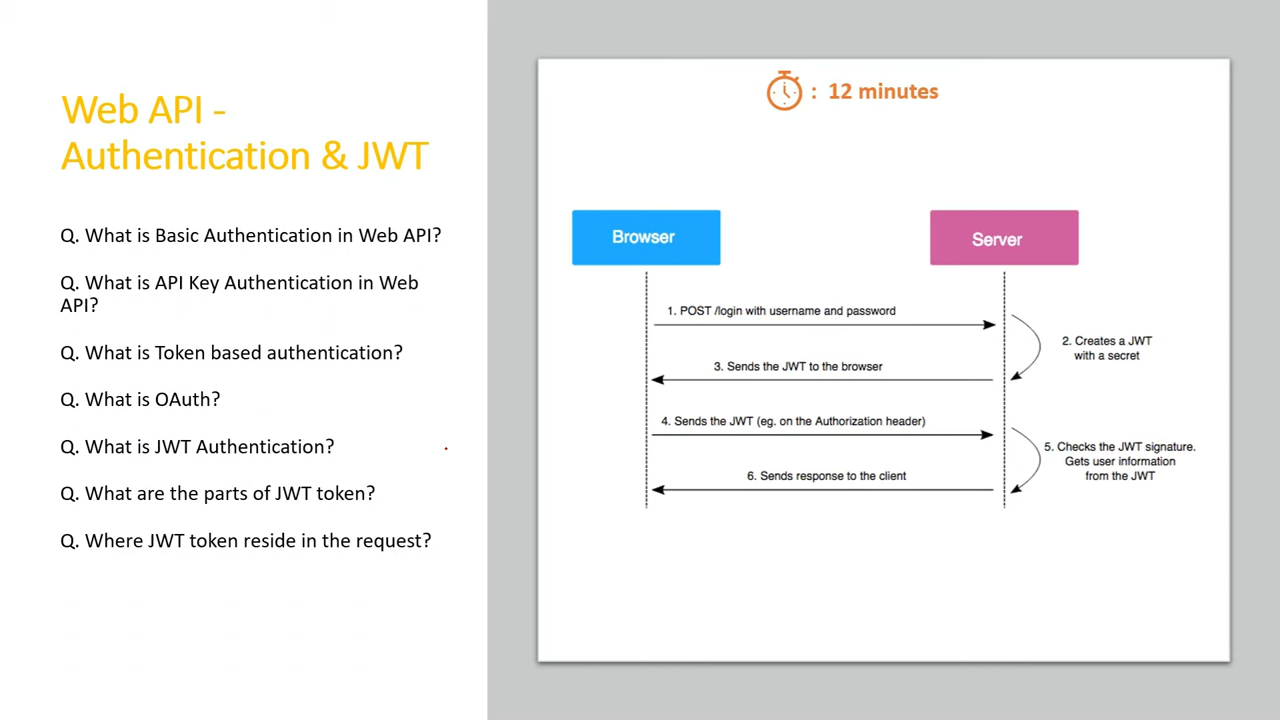 Web API -
Authentication & JWT
Q. What is Basic Authentication in Web API?
Q. What is API Key Authentication in Web
API?
Q. What is Token based authentication?
Q. What is OAuth?
Q. What is JWT Authentication?
Q. What are the parts of JWT token?
Q. Where JWT token reside in the request?
: 12 minutes
Browser
Server
1. POST /login with username and password
2. Creates a JWT
with a secret
3. Sends the JWT to the browser
4. Sends the JWT (eg. on the Authorization header)
5. Checks the JWT signature.
Gets user information
from the JWT
6. Sends response to the client